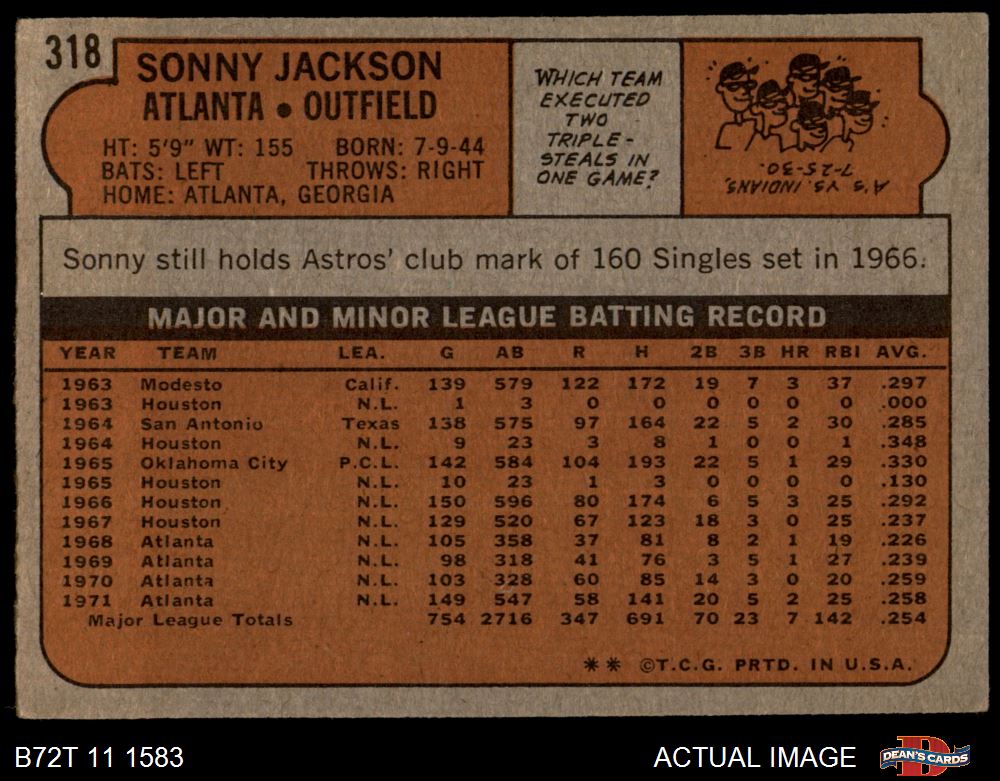 318
SONNY JACKSON
ATLANTA • OUTFIELD
HT: 5'9" WT: 155 BORN: 7-9-44
BATS: LEFT THROWS: RIGHT
HOME: ATLANTA, GEORGIA
WHICH TEAM
EXECUTED
TWO
TRIPLE-
STEALS IN
ONE GAME?
A'S VS. INDIANS,
7-25-30.
Sonny still holds Astros' club mark of 160 Singles set in 1966.
MAJOR AND MINOR LEAGUE BATTING RECORD
YEAR TEAM LEA. G AB R H 2B 3B HR RBI AVG.
1963 Modesto Calif. 139 579 122 172 19 7 3 37 .297
1963 Houston N.L. 1 3 0 0 0 0 0 0 .000
1964 San Antonio Texas 138 575 97 164 22 5 2 30 .285
1964 Houston N.L. 9 23 3 8 1 0 0 1 .348
1965 Oklahoma City P.C.L. 142 584 104 193 22 5 1 29 .330
1965 Houston N.L. 10 23 1 3 0 0 0 0 .130
1966 Houston N.L. 150 596 80 174 6 5 3 25 .292
1967 Houston N.L. 129 520 67 123 18 3 0 25 .237
1968 Atlanta N.L. 105 358 37 81 8 2 1 19 .226
1969 Atlanta N.L. 98 318 41 76 3 5 1 27 .239
1970 Atlanta N.L. 103 328 60 85 14 3 0 20 .259
1971 Atlanta N.L. 149 547 58 141 20 5 2 25 .258
Major League Totals 754 2716 347 691 70 23 7 142 .254
** ©T.C.G. PRTD. IN U.S.A.
B72T 11 1583
ACTUAL IMAGE
DEAN'S CARDS